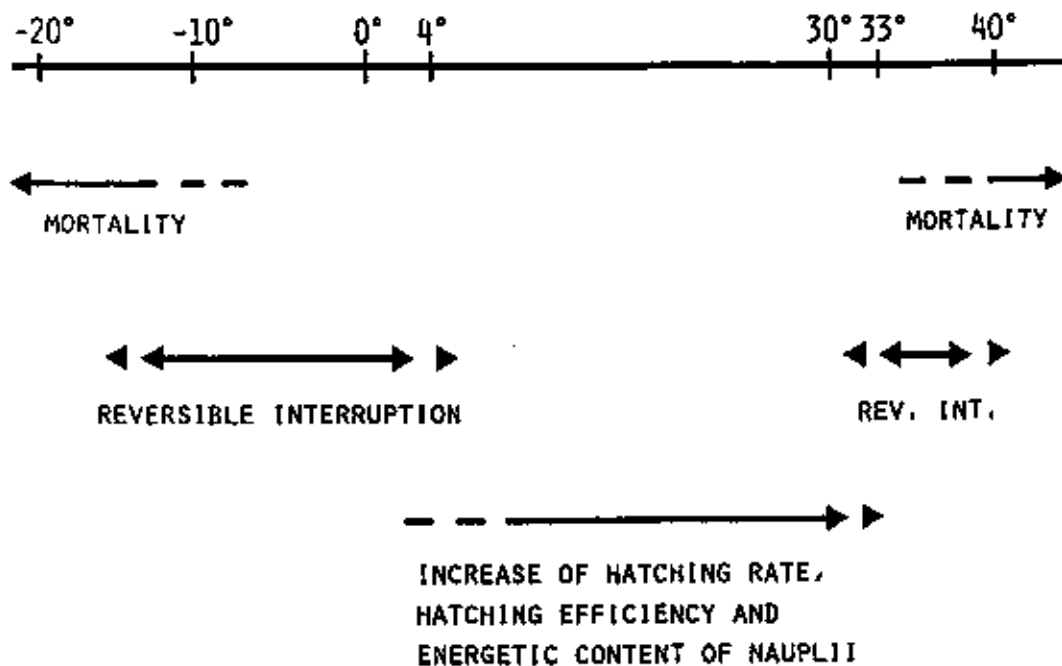 -20° -10° 0° 4° 30° 33° 40°
MORTALITY MORTALITY
REVERSIBLE INTERRUPTION REV. INT.
INCREASE OF HATCHING RATE,
HATCHING EFFICIENCY AND
ENERGETIC CONTENT OF NAUPLII